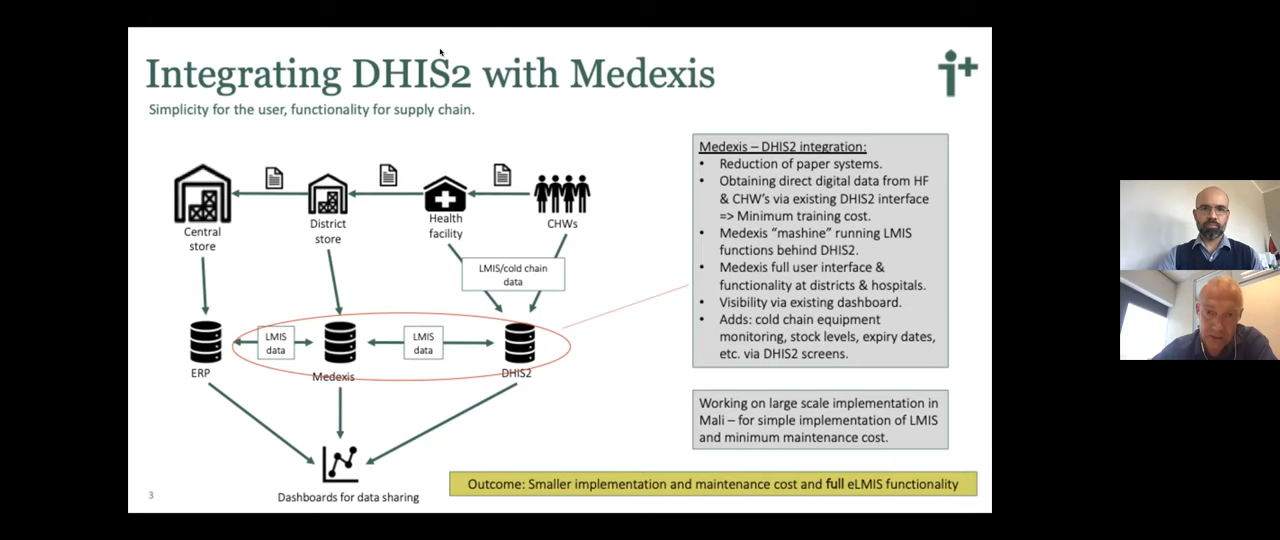 Integrating DHIS2 with Medexis
i+
Simplicity for the user, functionality for supply chain.
Central
store
District
store
Health
facility
CHWs
LMIS/cold chain
data
LMIS
data
LMIS
data
ERP
Medexis
DHIS2
Dashboards for data sharing
Medexis – DHIS2 integration:
• Reduction of paper systems.
• Obtaining direct digital data from HF
& CHW's via existing DHIS2 interface
=> Minimum training cost.
• Medexis “mashine” running LMIS
functions behind DHIS2.
• Medexis full user interface &
functionality at districts & hospitals.
• Visibility via existing dashboard.
• Adds: cold chain equipment
monitoring, stock levels, expiry dates,
etc. via DHIS2 screens.
Working on large scale implementation in
Mali – for simple implementation of LMIS
and minimum maintenance cost.
Outcome: Smaller implementation and maintenance cost and full eLMIS functionality
3